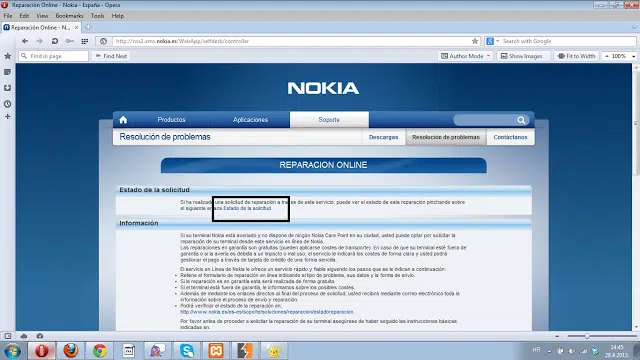 Reparación Online - Nokia - España - Opera
File Edit View Bookmarks Tools Help
Reparación Online - N...
http://nrs2.ams.nokia.es/WebApp/selfdesk/controller
Search with Google
Find in page
Find Next
Author Mode
Show Images
Fit to Width
100%
NOKIA
Productos
Aplicaciones
Soporte
Resolución de problemas
Descargas
Resolución de problemas
Contáctanos
REPARACION ONLINE
Estado de la solicitud
Si ha realizado una solicitud de reparación a través de este servicio, puede ver el estado de esta reparación pinchando sobre
el siguiente enlace Estado de la solicitud
Información
Si su terminal Nokia está averiado y no dispone de ningún Nokia Care Point en su ciudad, usted puede optar por solicitar la
reparación de su terminal desde este servicio en línea de Nokia.
Las reparaciones en garantía son gratuitas (pueden aplicarse costes de transporte). En caso de que su terminal esté fuera de
garantía o si la avería es debida a un impacto o mal uso, el servicio le indicará los costes de forma clara y usted podrá
gestionar el pago a través de tarjeta de crédito de una forma sencilla.
El servicio en Línea de Nokia le ofrece un servicio rápido y fiable siguiendo los pasos que se le indican a continuación:
Rellene el formulario de reparación en línea indicando el tipo de problema, sus datos y la forma de envío.
Si la reparación es en garantía esta será realizada de forma gratuita
Si el terminal está fuera de garantía, le informamos sobre los posibles costes.
Además de mediante los enlaces directos al final del proceso de solicitud, usted recibirá mediante correo electrónico toda la
información sobre el proceso de envío y reparación.
Podrá verificar el estado de la reparación en:
http://www.nokia.es/es-es/soporte/soluciones/reparacion/estadoreparacion
Por favor antes de proceder a solicitar la reparación de su terminal asegúrese de haber seguido las instrucciones básicas
indicadas en:
HR
14:45
28.4.2013.